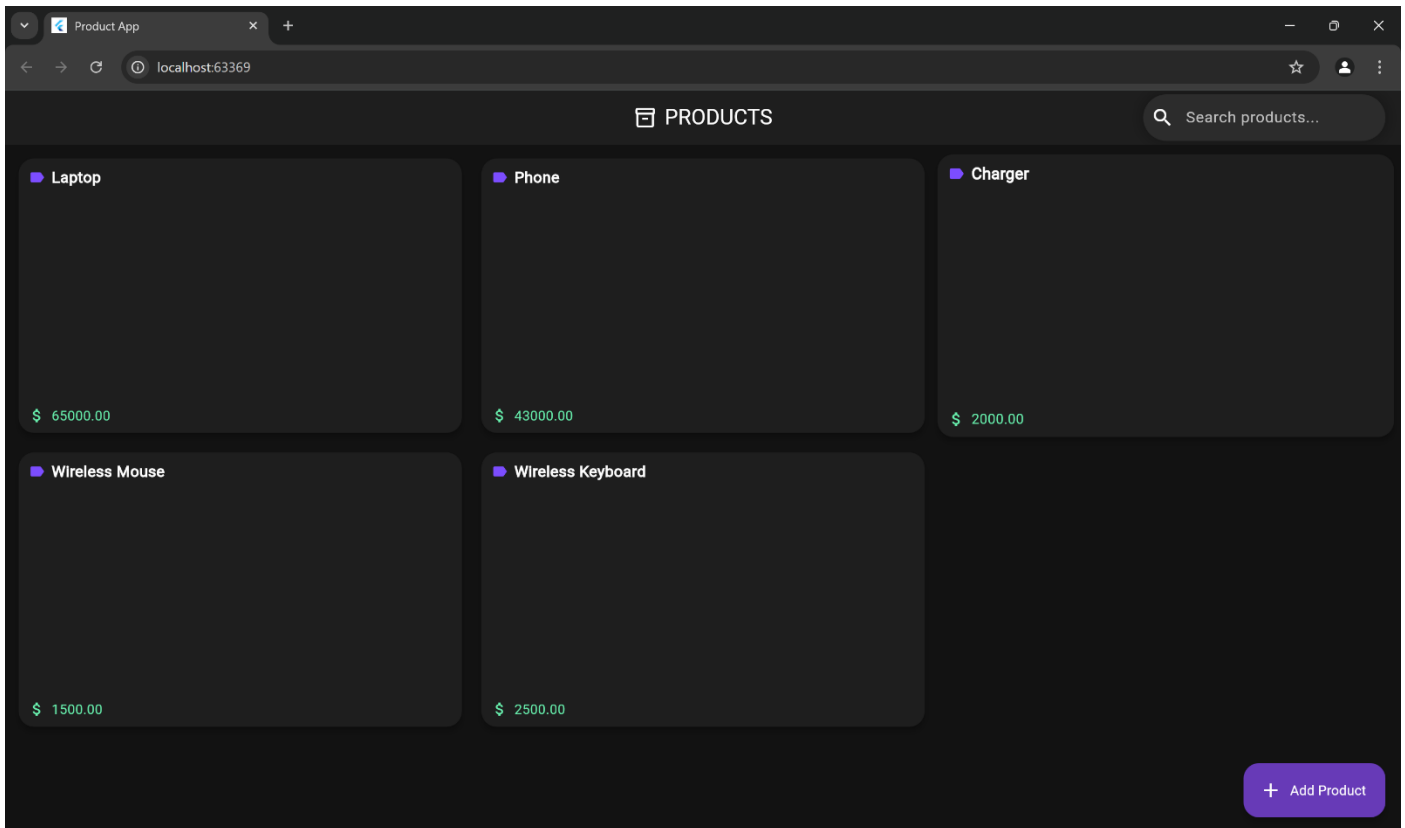 Product App
localhost:63369
PRODUCTS
Search products...
Laptop
Phone
Charger
$ 65000.00
$ 43000.00
$ 2000.00
Wireless Mouse
Wireless Keyboard
$ 1500.00
$ 2500.00
+ Add Product